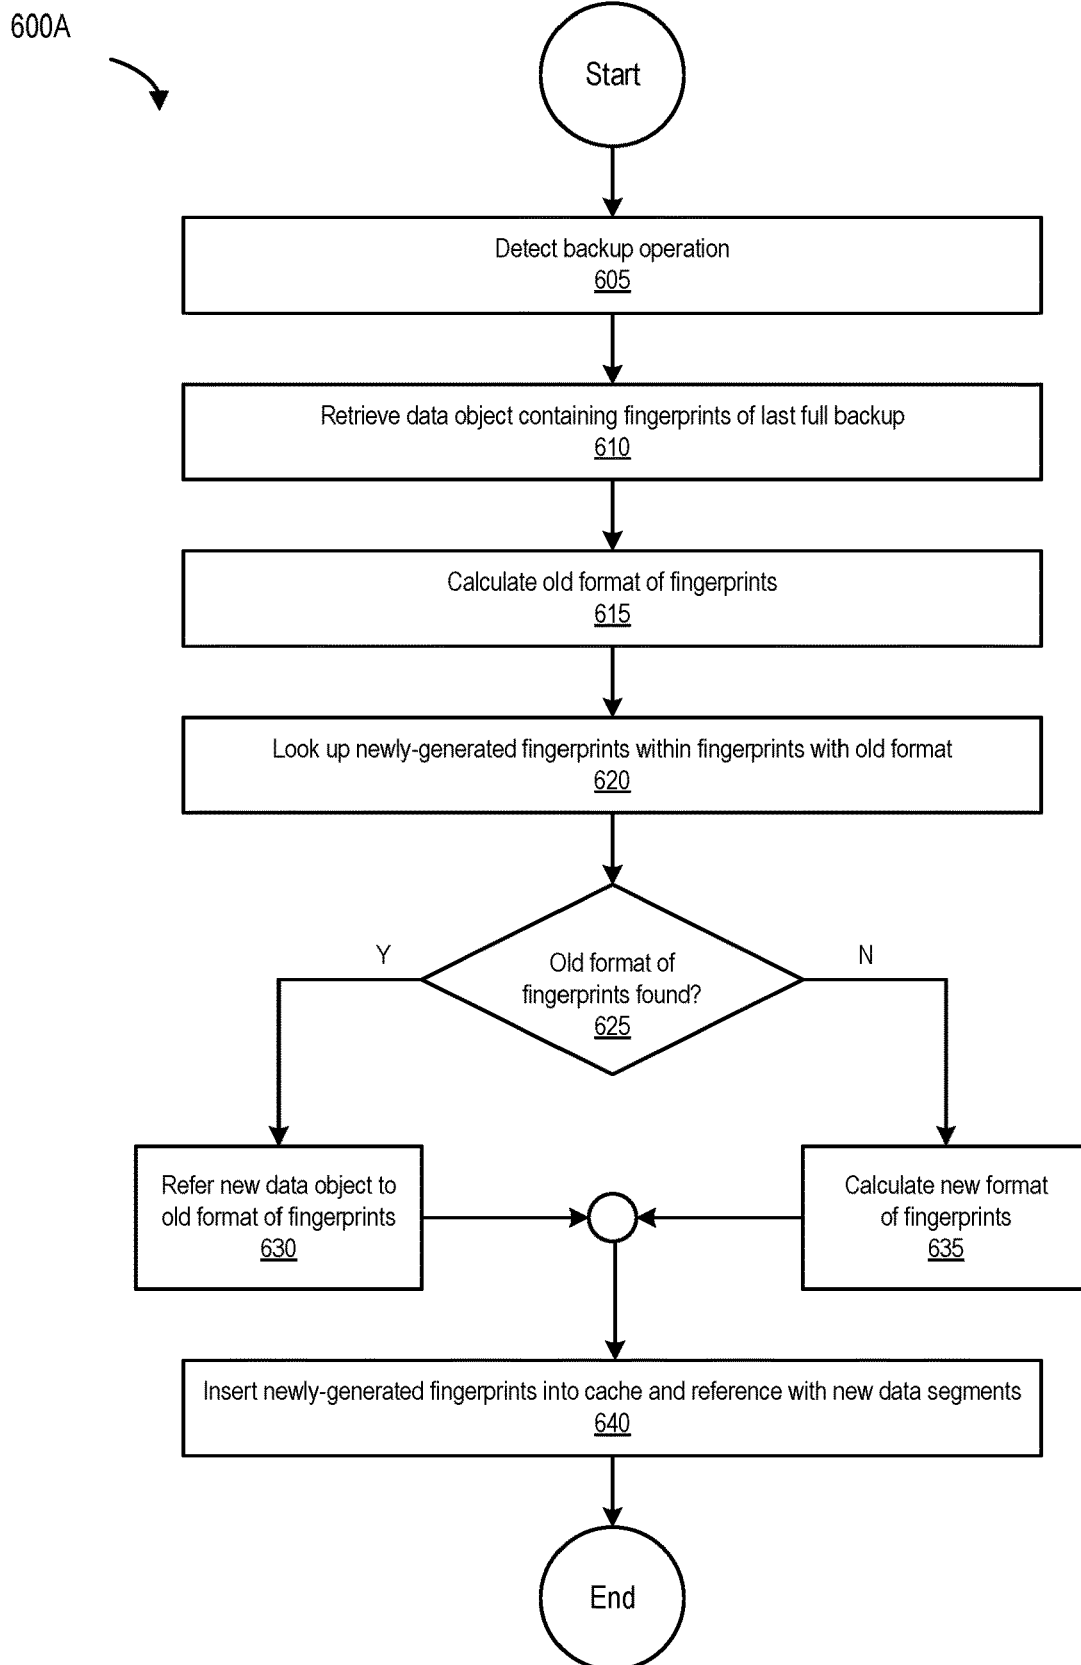 600A
Start
Detect backup operation
605
Retrieve data object containing fingerprints of last full backup
610
Calculate old format of fingerprints
615
Look up newly-generated fingerprints within fingerprints with old format
620
Old format of
fingerprints found?
625
Y
N
Refer new data object to
old format of fingerprints
630
Calculate new format
of fingerprints
635
Insert newly-generated fingerprints into cache and reference with new data segments
640
End